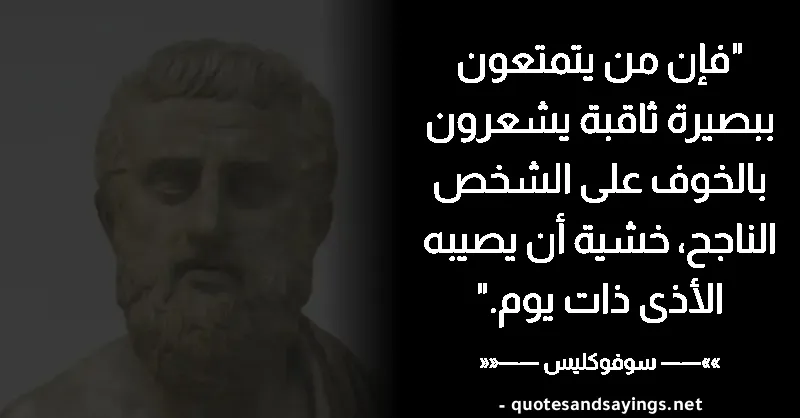 "فإن من يتمتعون
ببصيرة ثاقبة يشعرون
بالخوف على الشخص
الناجح، خشية أن يصيبه
الأذى ذات يوم."
»»—— سوفوكليس ——««
- quotesandsayings.net